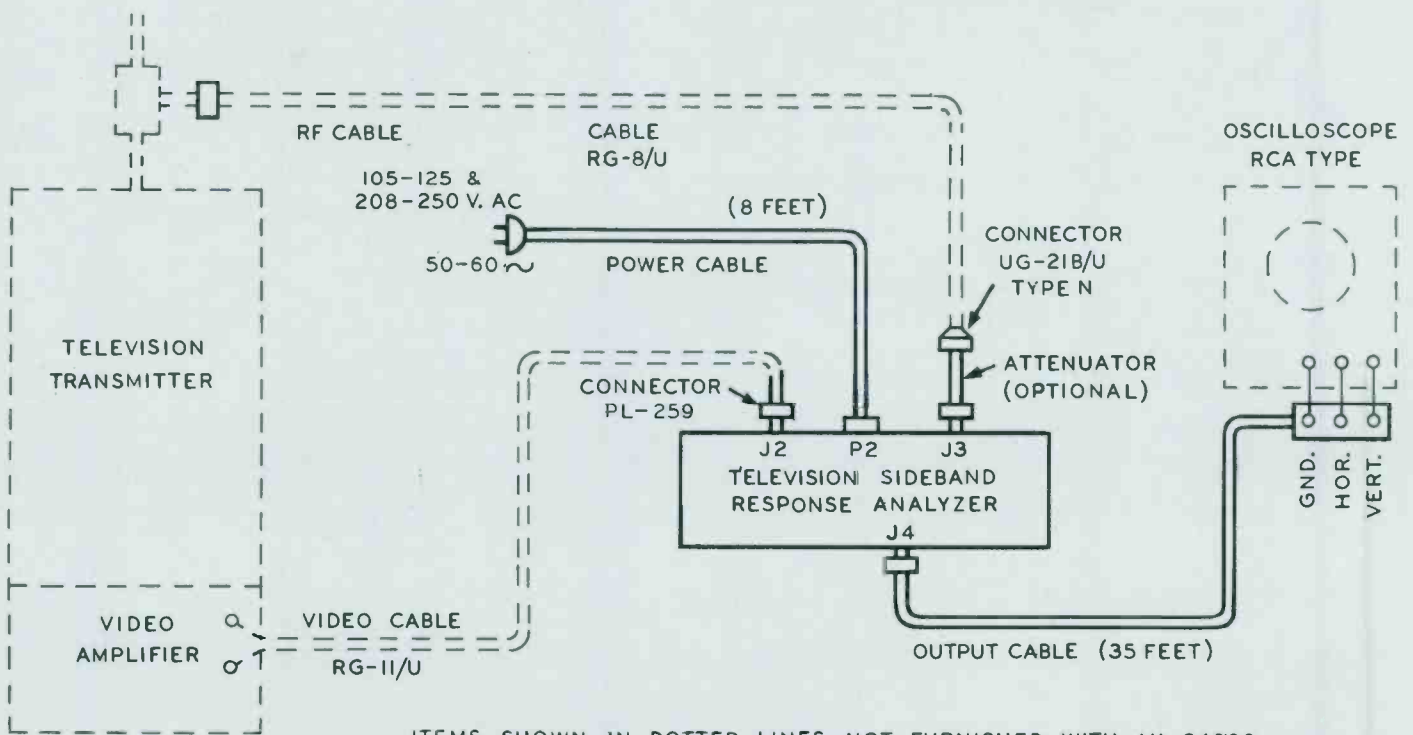 RF CABLE
CABLE
RG-8/U
OSCILLOSCOPE
RCA TYPE
105-125 &
208-250 V. AC
50-60 ~
(8 FEET)
POWER CABLE
CONNECTOR
UG-21B/U
TYPE N
TELEVISION
TRANSMITTER
CONNECTOR
PL-259
ATTENUATOR
(OPTIONAL)
J2 P2 J3
TELEVISION SIDEBAND
RESPONSE ANALYZER
J4
GND.
HOR.
VERT.
VIDEO
AMPLIFIER
VIDEO CABLE
RG-11/U
OUTPUT CABLE (35 FEET)
ITEMS SHOWN IN DOTTED LINES NOT FURNISHED WITH